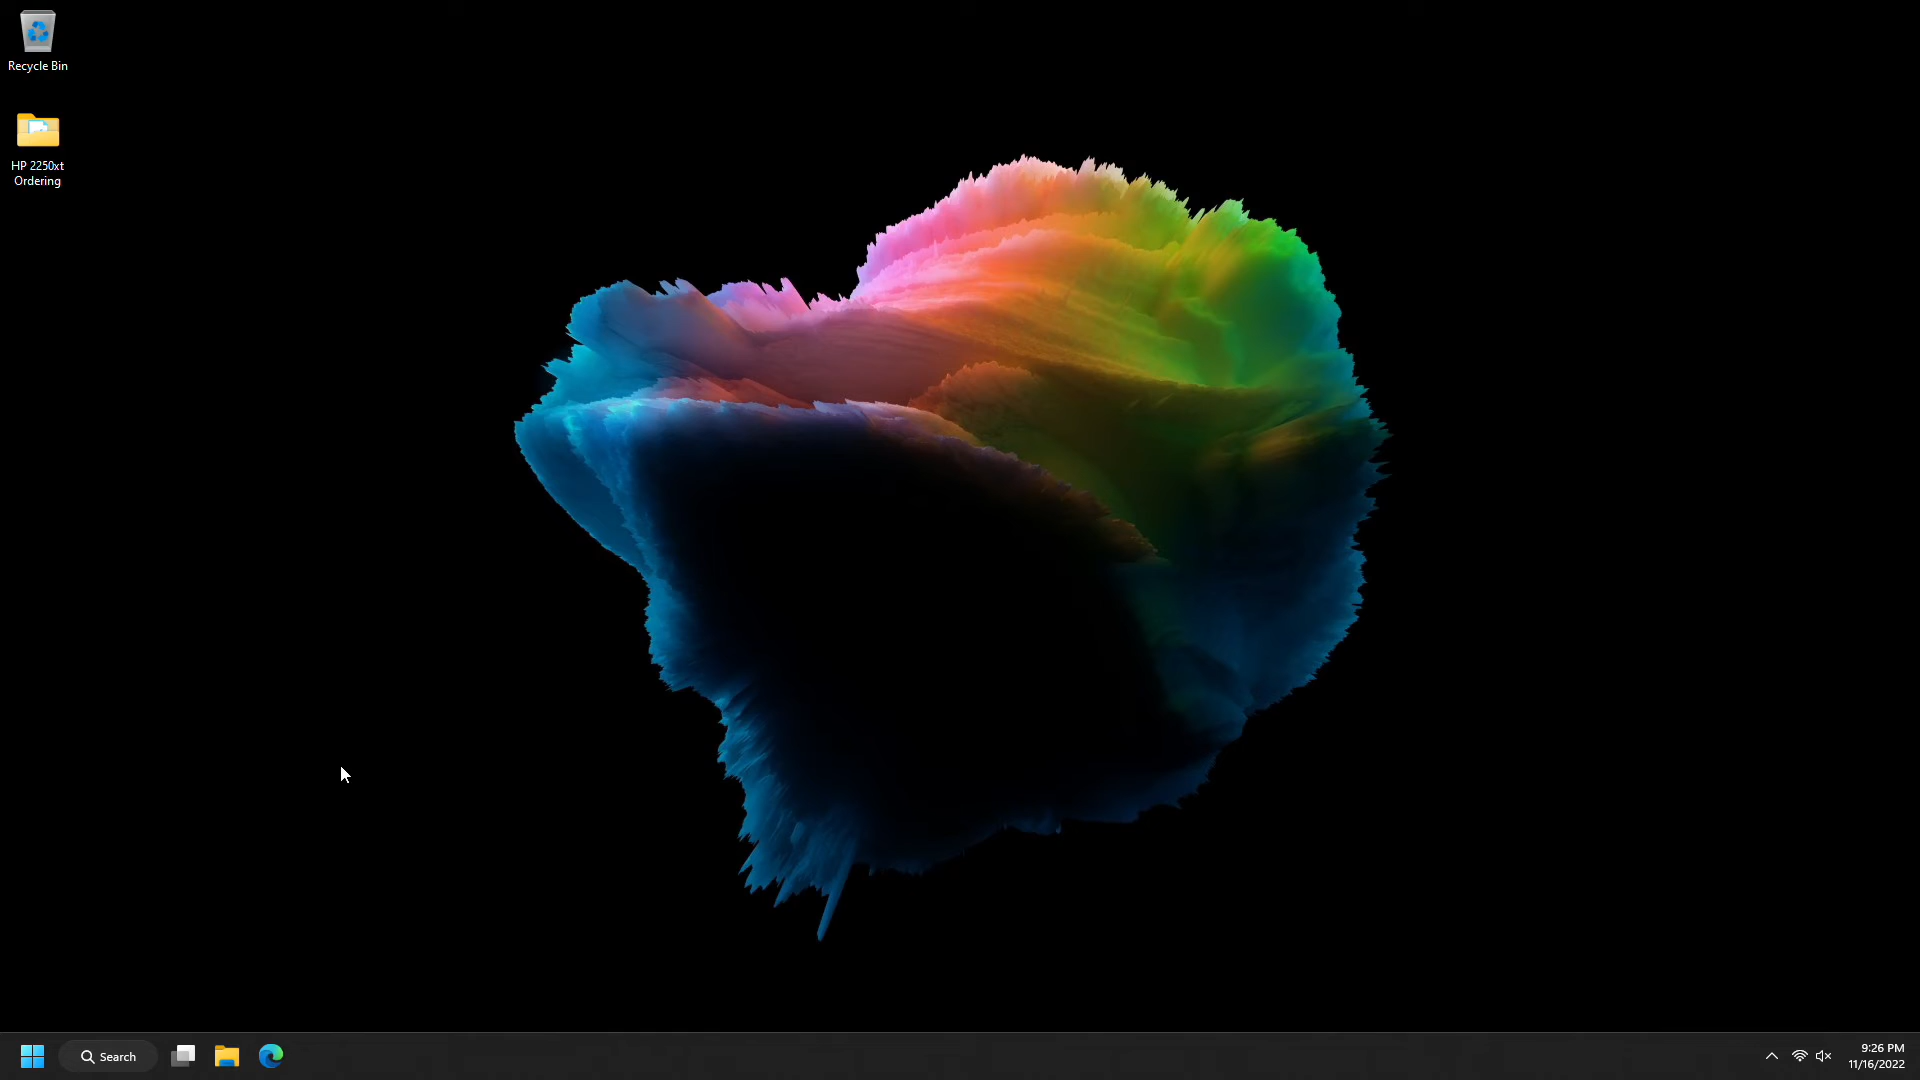 Recycle Bin
HP 2250xt
Ordering
Search
9:26 PM
11/16/2022